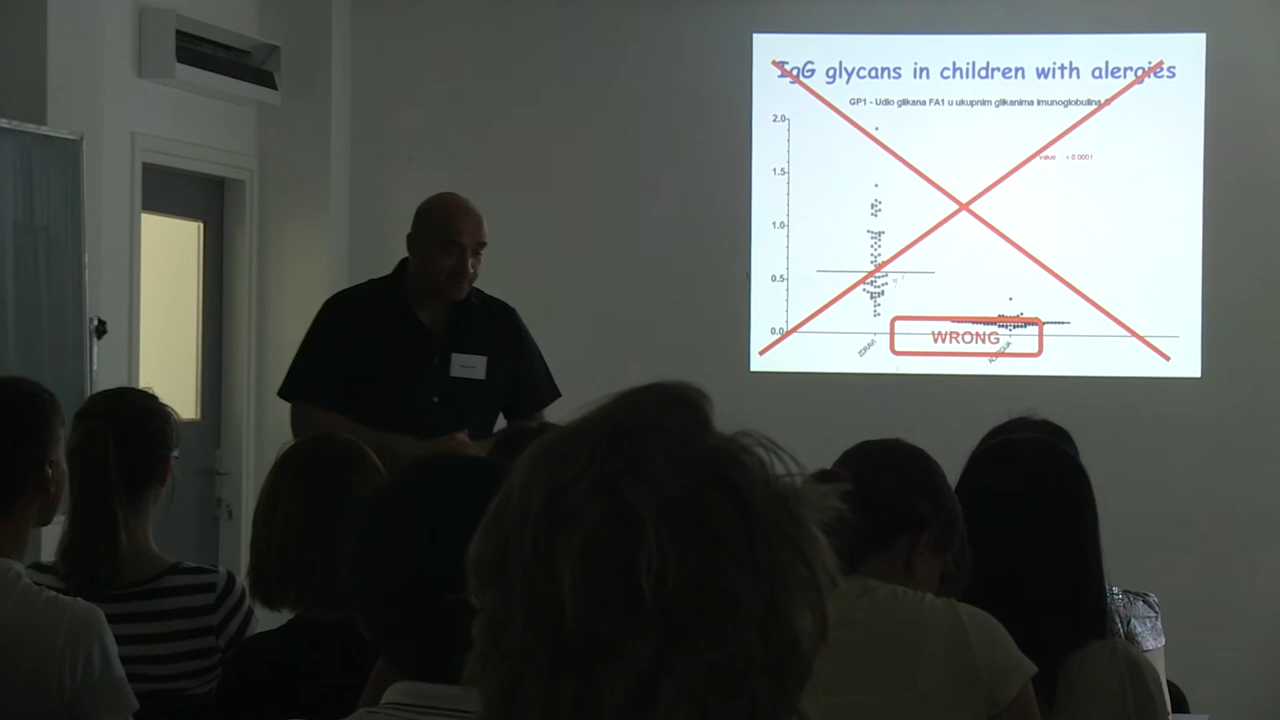 IgG glycans in children with alergies
GP1 - Udio glikana FA1 u ukupnim glikanima imunoglobulina
2.0
value < 0.0001
1.5
1.0
0.5
0.0
WRONG
ZDRAVI